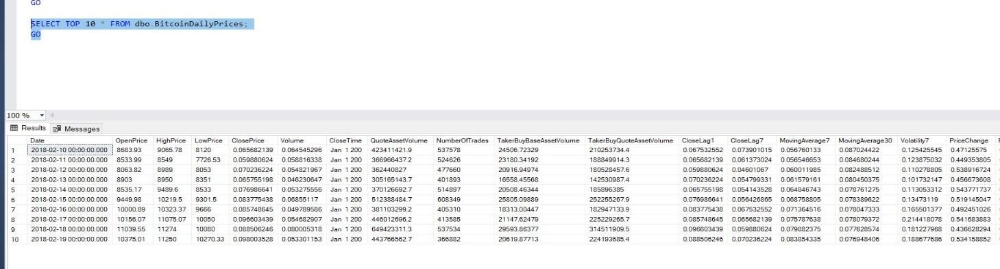 GO
SELECT TOP 10 * FROM dbo.BitcoinDailyPrices;
GO
100 %
Results Messages
Date OpenPrice HighPrice LowPrice ClosePrice Volume CloseTime QuoteAssetVolume NumberOfTrades TakerBuyBaseAssetVolume TakerBuyQuoteAssetVolume CloseLag1 CloseLag7 MovingAverage7 MovingAverage30 Volatility7 PriceChange
1 2018-02-10 00:00:00.000 8683.93 9065.78 8120 0.065682139 0.064545296 Jan 1 200 423411421.9 537578 24506.72329 210253734.4 0.067532552 0.073901015 0.056760133 0.087024422 0.125425545 0.47125575
2 2018-02-11 00:00:00.000 8533.99 8549 7726.53 0.059880624 0.058816338 Jan 1 200 366966437.2 524626 23180.34192 188849914.3 0.065682139 0.061373024 0.056546653 0.084680244 0.123875032 0.449353805
3 2018-02-12 00:00:00.000 8063.82 8989 8053 0.070236224 0.054821967 Jan 1 200 362440827 477660 20916.94974 180528457.6 0.059880624 0.04601067 0.060011985 0.082488512 0.110278805 0.538916724
4 2018-02-13 00:00:00.000 8903 8950 8351 0.065755198 0.046230647 Jan 1 200 305165143.7 401893 16558.45568 142530987.4 0.070236224 0.054799331 0.061579161 0.080450375 0.101732147 0.456673608
5 2018-02-14 00:00:00.000 8535.17 9489.6 8533 0.076986641 0.053275556 Jan 1 200 370126692.7 514897 20508.46344 185896385 0.065755198 0.054143528 0.064846743 0.078761275 0.113053312 0.543771737
6 2018-02-15 00:00:00.000 9449.98 10219.5 9301.5 0.083775438 0.06855117 Jan 1 200 512388484.7 608349 25805.09889 252255267.9 0.076986641 0.056426865 0.068758805 0.078389622 0.13473119 0.519145047
7 2018-02-16 00:00:00.000 10000.89 10323.37 9666 0.085748645 0.049789586 Jan 1 200 381103299.2 405310 18313.00447 182947133.9 0.083775438 0.067532552 0.071364516 0.078047333 0.165501377 0.492451026
8 2018-02-17 00:00:00.000 10156.07 11075.07 10050 0.096603439 0.054682907 Jan 1 200 446012696.2 413585 21147.62479 225229265.7 0.085748645 0.065682139 0.075787638 0.078079372 0.214418078 0.541683883
9 2018-02-18 00:00:00.000 11039.55 11274 10080 0.088506246 0.080005318 Jan 1 200 649423311.3 537534 29593.86377 314511909.5 0.096603439 0.059880624 0.079882375 0.077628574 0.181227968 0.436628294
10 2018-02-19 00:00:00.000 10375.01 11250 10270.33 0.098003528 0.053301153 Jan 1 200 443766562.7 366882 20619.87713 224193685.4 0.088506246 0.070236224 0.083854335 0.076948406 0.188677686 0.534158852